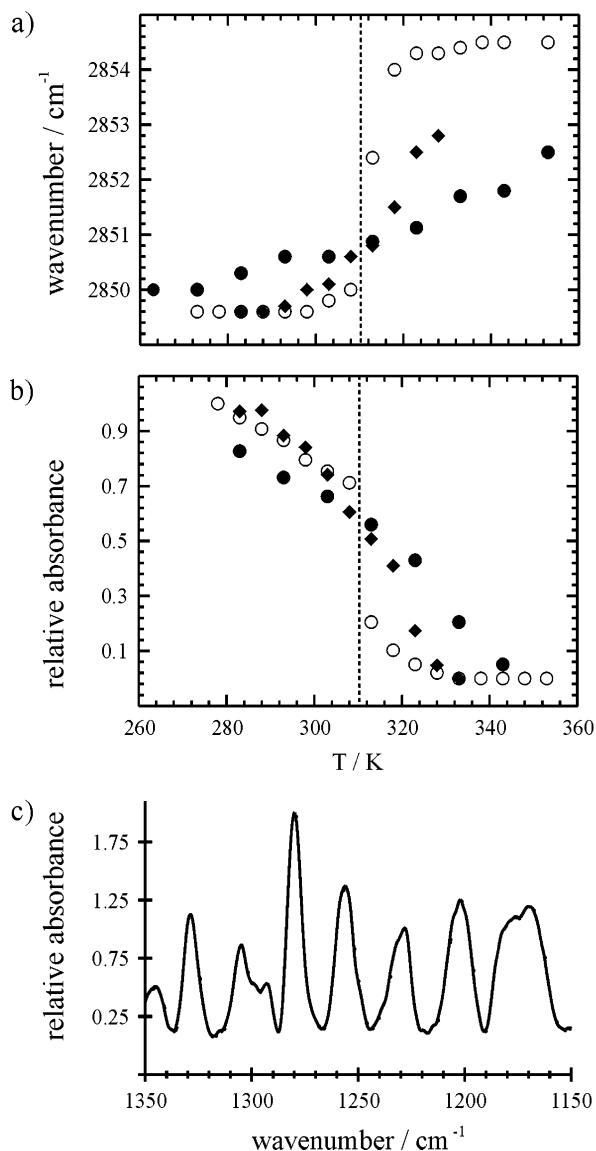 a)
2854
2853
2852
2851
2850
wavenumber / cm-1
b)
0.9
0.7
0.5
0.3
0.1
relative absorbance
260 280 300 320 340 360
T / K
c)
1.75
1.25
0.75
0.25
relative absorbance
1350 1300 1250 1200 1150
wavenumber / cm-1